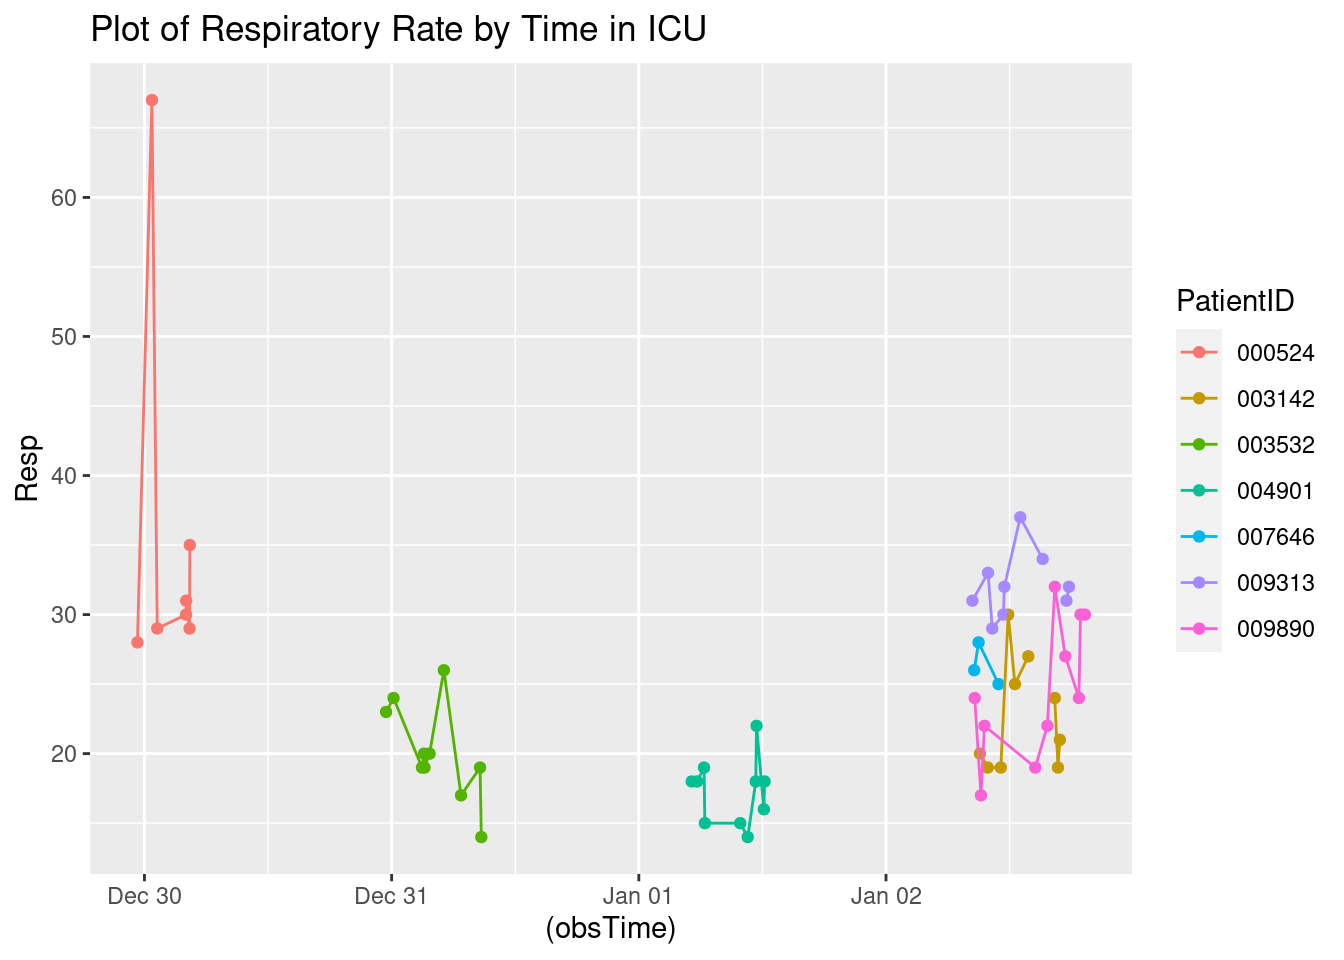 Plot of Respiratory Rate by Time in ICU
Resp
60
50
40
30
20
Dec 30
Dec 31
Jan 01
Jan 02
(obsTime)
PatientID
000524
003142
003532
004901
007646
009313
009890